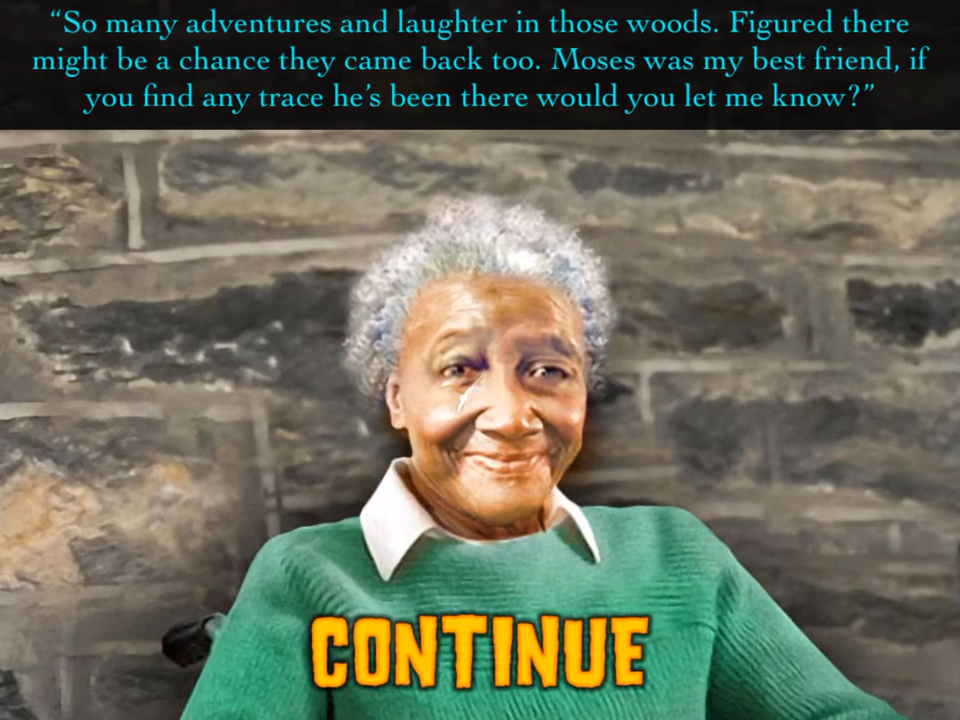 “So many adventures and laughter in those woods. Figured there
might be a chance they came back too. Moses was my best friend, if
you find any trace he’s been there would you let me know?”
CONTINUE